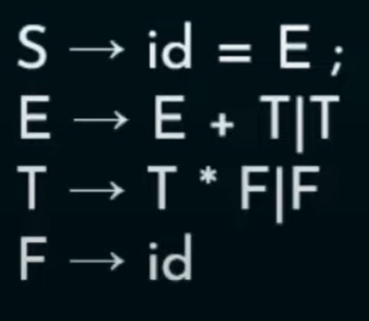 S → id = E ;
E → E + T|T
T → T * F|F
F → id